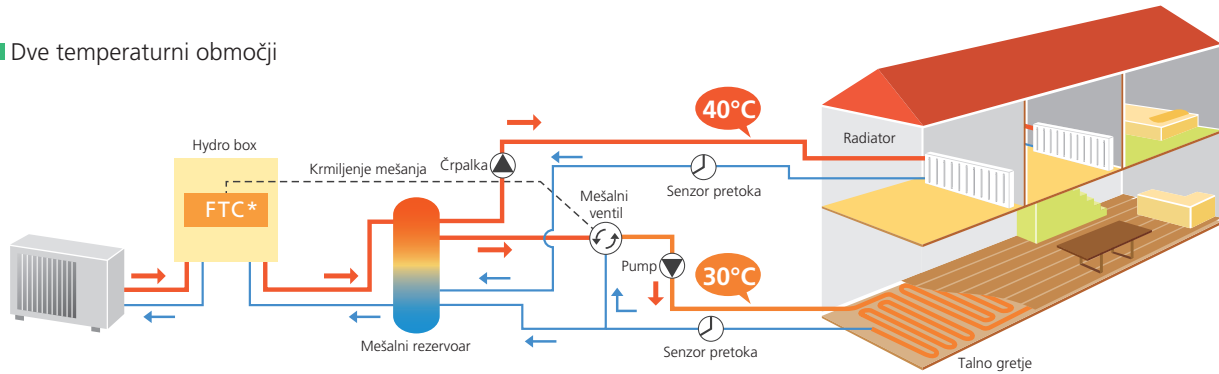 Dve temperaturni območji
40°C
Hydro box
Radiator
Krmiljenje mešanja
Črpalka
Senzor pretoka
Mešalni
ventil
FTC*
Pump
30°C
Mešalni rezervoar
Senzor pretoka
Talno gretje